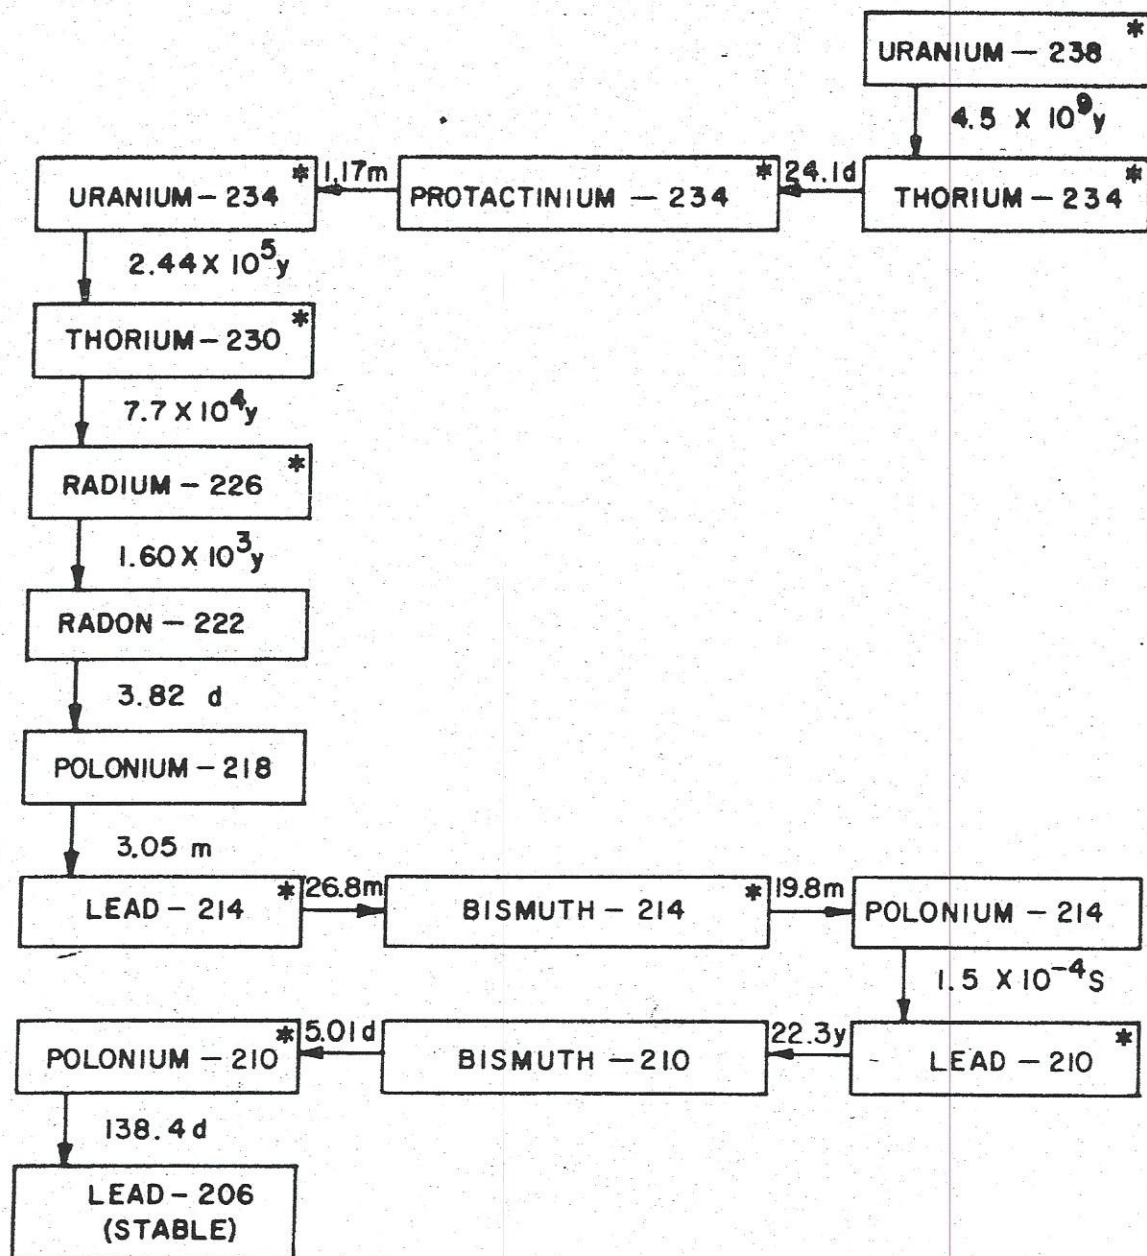 URANIUM — 238 *
4.5 X 10⁹y
THORIUM — 234 *
24.1d
PROTACTINIUM — 234 *
1.17m
URANIUM — 234 *
2.44 X 10⁵y
THORIUM — 230 *
7.7 X 10⁴y
RADIUM — 226 *
1.60 X 10³y
RADON — 222
3.82 d
POLONIUM — 218
3.05 m
LEAD — 214 *
26.8m
BISMUTH — 214 *
19.8m
POLONIUM — 214
1.5 X 10⁻⁴S
LEAD — 210 *
22.3y
BISMUTH — 210
5.01d
POLONIUM — 210 *
138.4d
LEAD — 206
(STABLE)